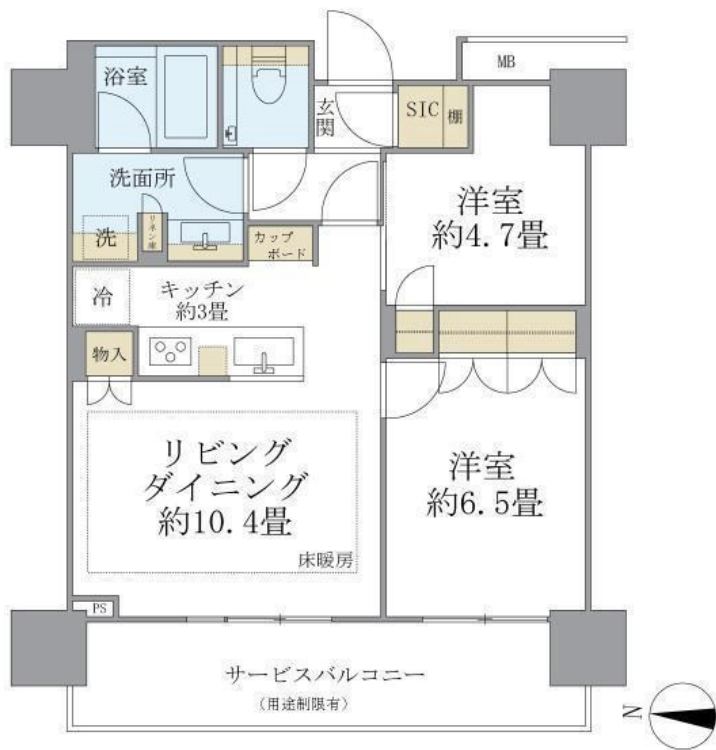 MB
浴室
玄
関
SIC
棚
洗面所
洋室
約4.7畳
リネン庫
洗
カップ
ボード
冷
キッチン
約3畳
物入
リビング
ダイニング
約10.4畳
洋室
約6.5畳
床暖房
PS
サービスバルコニー
(用途制限有)
N